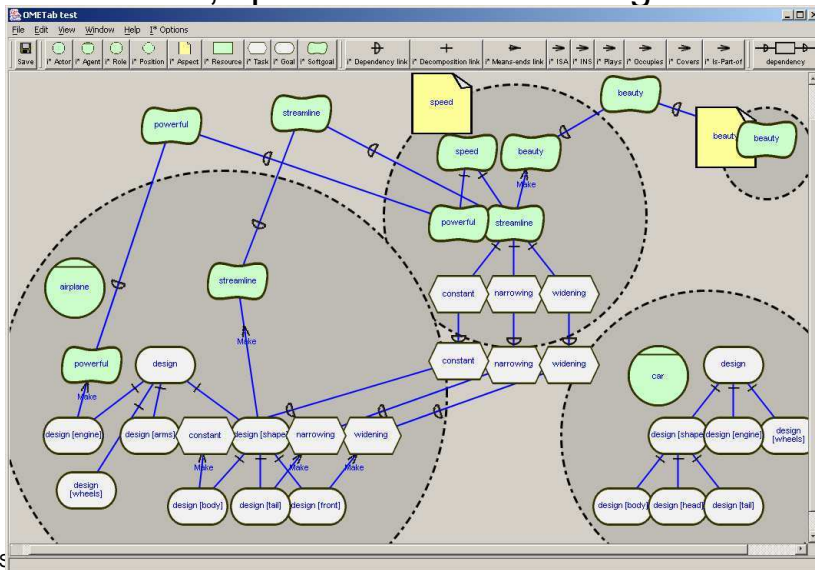 OMETab test
File Edit View Window Help I* Options
Save
i* Actor i* Agent i* Role i* Position i* Aspect i* Resource i* Task i* Goal i* Softgoal i* Dependency link i* Decomposition link i* Means-ends link i* ISA i* INS i* Plays i* Occupies i* Covers i* Is-Part-of dependency
speed
beauty
streamline
powerful
beauty
beauty
speed
beauty
Make
powerful
streamline
airplane
streamline
constant
narrowing
widening
Make
powerful
design
constant
narrowing
widening
car
design
Make
design [engine]
design [arms]
constant
design [shape]
narrowing
widening
design [shape]
design [engine]
design [wheels]
Make
Make
Make
design [wheels]
design [body]
design [tail]
design [front]
design [body]
design [head]
design [tail]